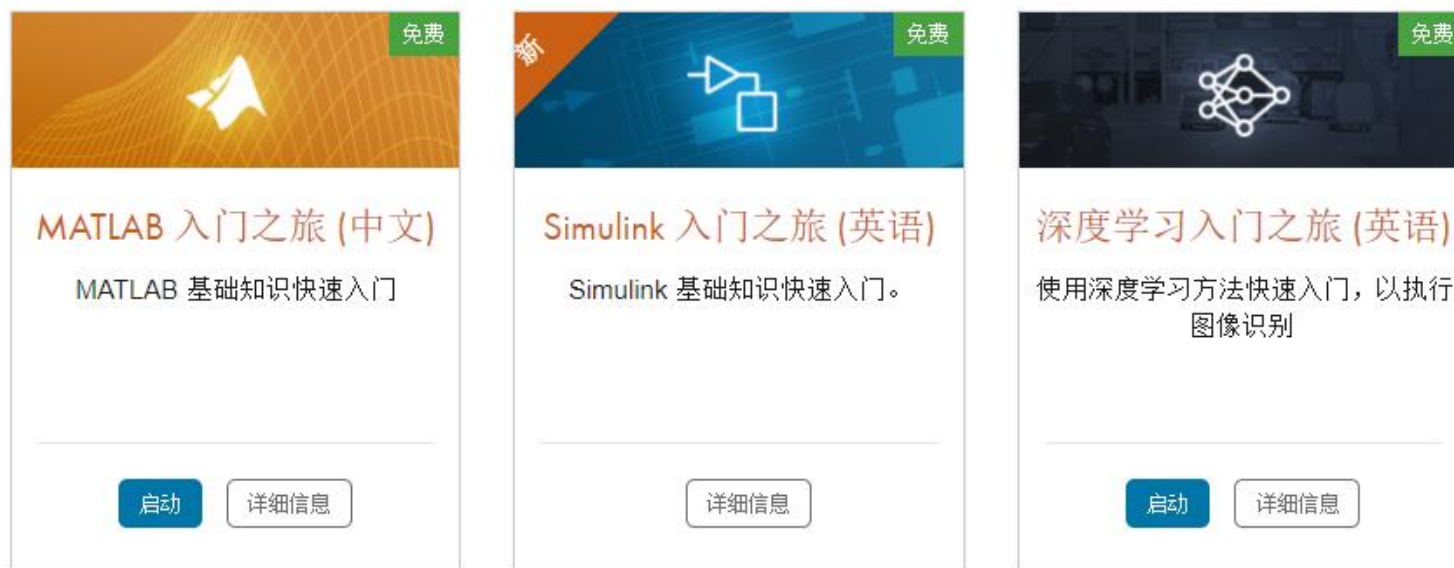 免费
MATLAB 入门之旅 (中文)
MATLAB 基础知识快速入门
启动
详细信息
新
免费
Simulink 入门之旅 (英语)
Simulink 基础知识快速入门。
详细信息
免费
深度学习入门之旅 (英语)
使用深度学习方法快速入门，以执行
图像识别
启动
详细信息